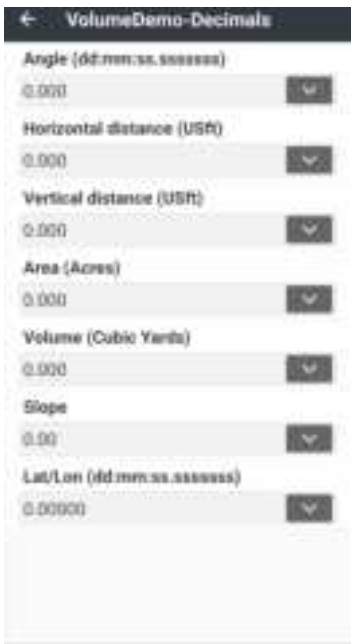 VolumeDemo-Decimals
Angle (dd:mm:ss.sssssss)
0.000
Horizontal distance (USft)
0.000
Vertical distance (USft)
0.000
Area (Acres)
0.000
Volume (Cubic Yards)
0.000
Slope
0.00
Lat/Lon (dd:mm:ss.sssssss)
0.00000